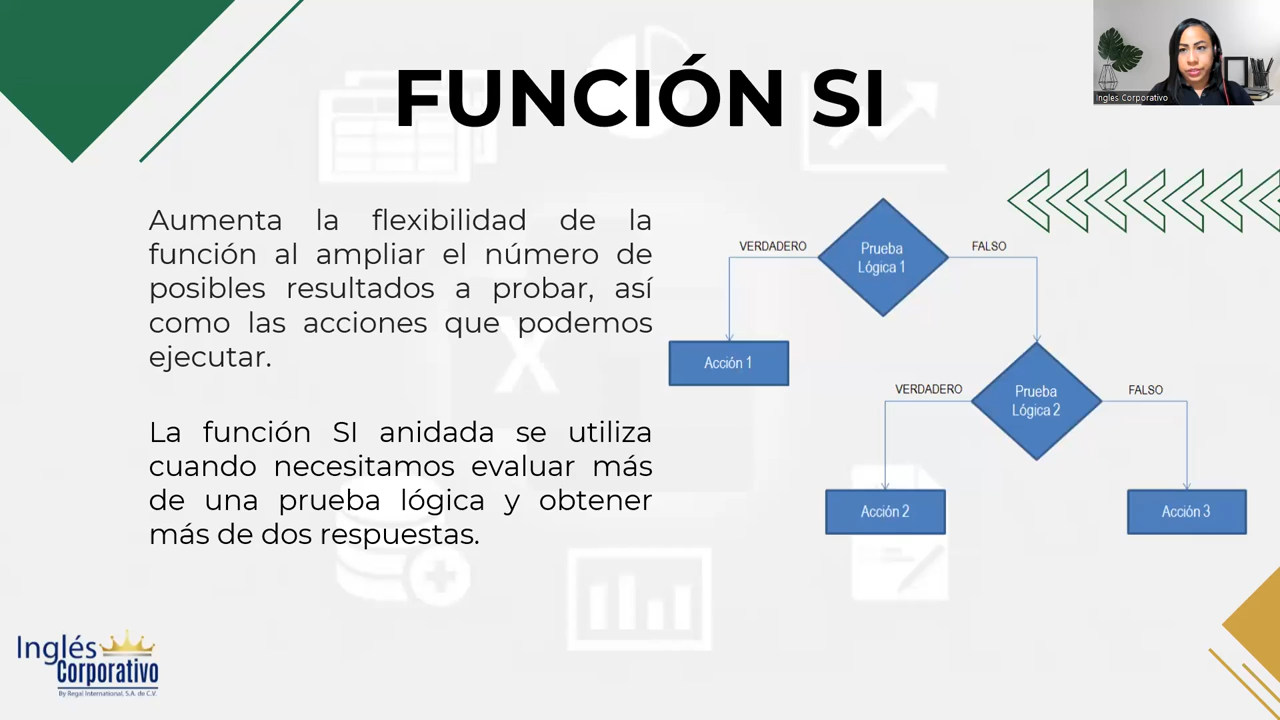 FUNCIÓN SI
Ingles Corporativo
Aumenta la flexibilidad de la
función al ampliar el número de
posibles resultados a probar, así
como las acciones que podemos
ejecutar.
La función SI anidada se utiliza
cuando necesitamos evaluar más
de una prueba lógica y obtener
más de dos respuestas.
VERDADERO
Prueba
Lógica 1
FALSO
Acción 1
VERDADERO
Prueba
Lógica 2
FALSO
Acción 2
Acción 3
X
Inglés
Corporativo
By Regal International, S.A. de C.V.